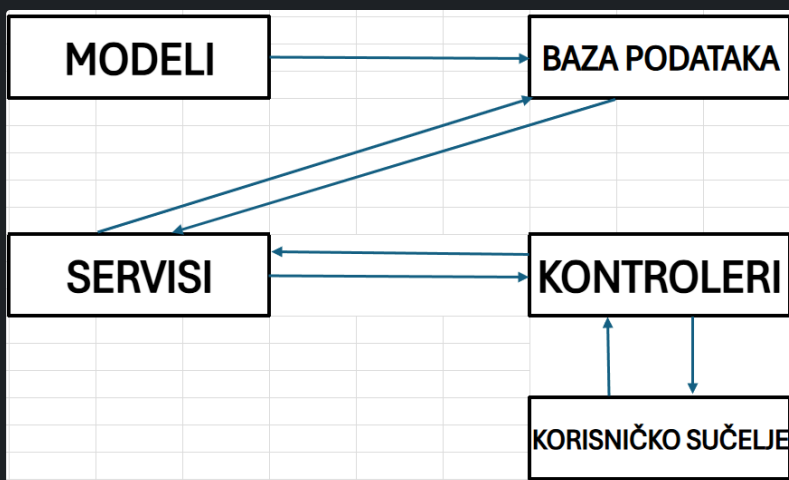 MODELI
BAZA PODATAKA
SERVISI
KONTROLERI
KORISNIČKO SUČELJE